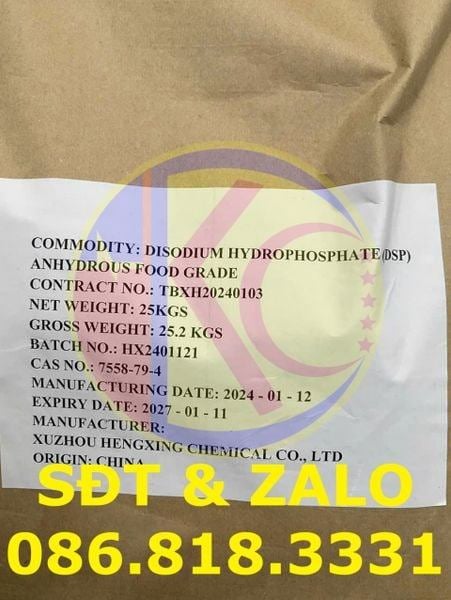 COMMODITY: DISODIUM HYDROPHOSPHATE (DSP)
ANHYDROUS FOOD GRADE
CONTRACT NO.: TBXH20240103
NET WEIGHT: 25KGS
GROSS WEIGHT: 25.2 KGS
BATCH NO.: HX2401121
CAS NO.: 7558-79-4
MANUFACTURING DATE: 2024 - 01 - 12
EXPIRY DATE: 2027 - 01 - 11
MANUFACTURER:
XUZHOU HENGXING CHEMICAL CO., LTD
ORIGIN: CHINA
KC
SĐT & ZALO
086.818.3331